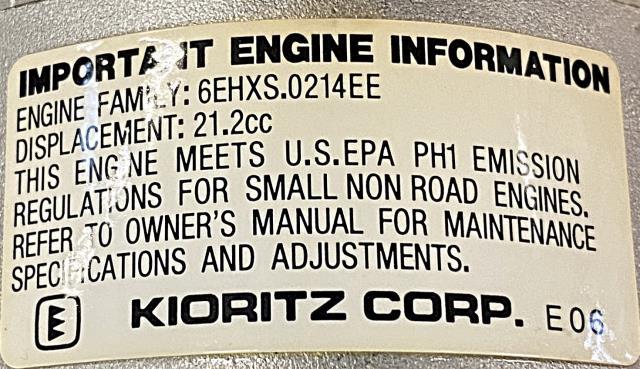 IMPORTANT ENGINE INFORMATION
ENGINE FAMILY: 6EHXS.0214EE
DISPLACEMENT: 21.2cc
THIS ENGINE MEETS U.S.EPA PH1 EMISSION
REGULATIONS FOR SMALL NON ROAD ENGINES.
REFER TO OWNER'S MANUAL FOR MAINTENANCE
SPECIFICATIONS AND ADJUSTMENTS.
KIORITZ CORP. E06